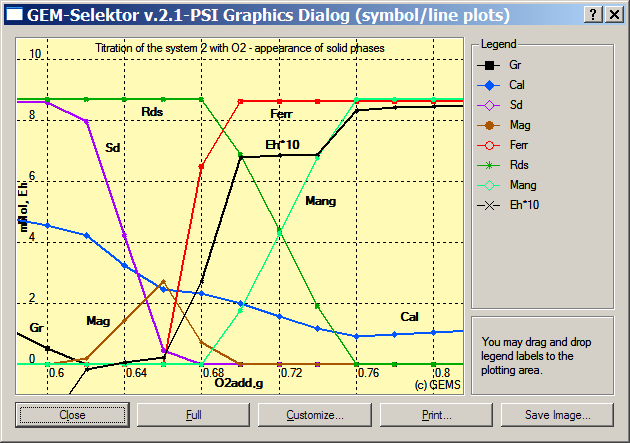 GEM-Selektor v.2.1-PSI Graphics Dialog (symbol/line plots)
Titration of the system 2 with O2 - appearance of solid phases
10
8
6
4
2
0
mMol, Eh
Rds
Ferr
Sd
Eh*10
Mang
Gr
Mag
Cal
0.6
0.64
0.68
0.72
0.76
0.8
O2add,g
(c) GEMS
Legend
Gr
Cal
Sd
Mag
Ferr
Rds
Mang
Eh*10
You may drag and drop
legend labels to the
plotting area.
Close
Full
Customize...
Print...
Save Image...